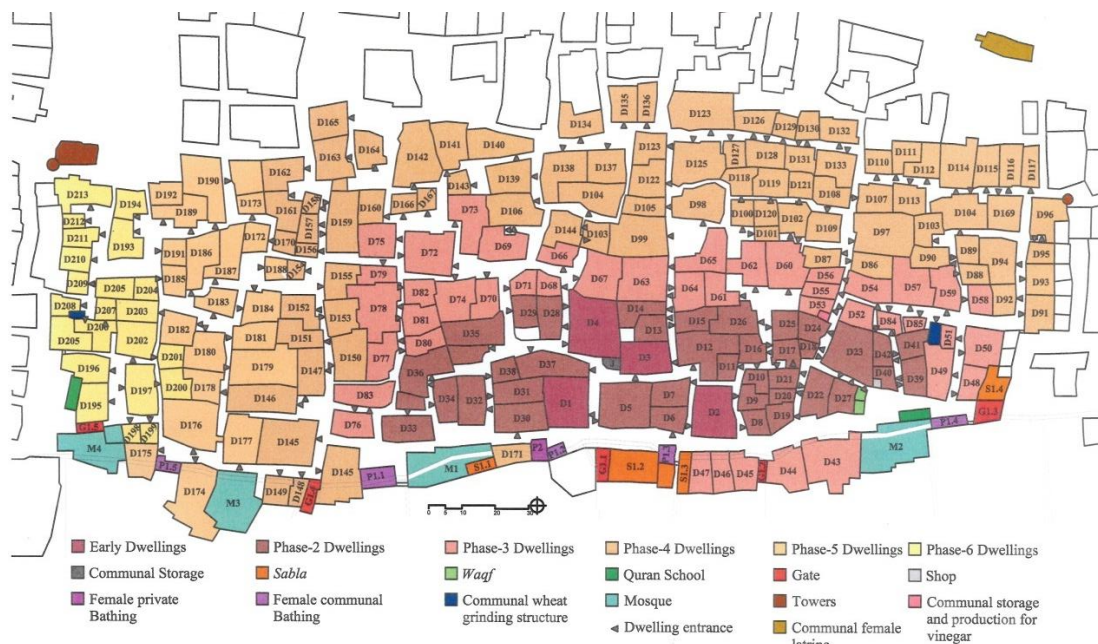 D135 D136
D123
D126
D129 D130 D132
D134
D165
D163
D164
D142
D141
D140
D138 D137
D104
D123
D122
D105
D125
D127
D128
D131
D133
D118 D119 D121 D108
D110 D111
D112
D114 D115 D116 D117
D213
D212
D211
D210
D209
D194
D193
D192
D189
D190
D162
D173
D161
D157
D156
D170
D172
D159
D160
D166
D167
D143
D139
D106
D73
D75
D72
D69
D144
D103
D66
D99
D98
D100 D120 D102
D101
D109
D107 D113
D103
D104 D169
D96
D97
D95
D93
D91
D90
D89
D88
D94
D92
D87
D86
D191
D186
D185
D187
D188
D183
D205 D204
D207 D203
D208
D205
D202
D182
D201
D200
D180
D178
D184
D152
D181
D151
D179
D147
D146
D155
D153
D150
D79
D78
D77
D82
D81
D80
D74 D70
D35
D71 D68
D29 D28
D67 D63
D4
D14
D13
D3
D65
D64 D61
D62 D60
D56
D55
D53
D54 D57
D59 D58
D52
D84
D85
D51
D50
D49
D48
D15 D26
D12
D16
D11
D25
D24
D17
D18
D23
D42
D41
D40
D39
D10
D9
D8
D21
D20
D19
D22 D27
D36
D34 D32
D38 D37
D31
D30
D1
D5
D7
D6
D2
D33
D83
D76
D196
D195
D197
D198
D199
D175
D176
D177
D145
D145
D174
D149 D148
D171
D47 D46 D45
D44 D43
M4
M3
M1
M2
P1.5
P1.1
P2
P1.4
S1.1
S1.2
S1.3
S1.4
G1.1
G1.3
0 5 10 20 30
Early Dwellings Phase-2 Dwellings Phase-3 Dwellings Phase-4 Dwellings Phase-5 Dwellings Phase-6 Dwellings
Communal Storage Sabla Waqf Quran School Gate Shop
Female private Bathing
Female communal Bathing
Communal wheat grinding structure
Mosque
Dwelling entrance
Towers
Communal female
Communal storage and production for vinegar